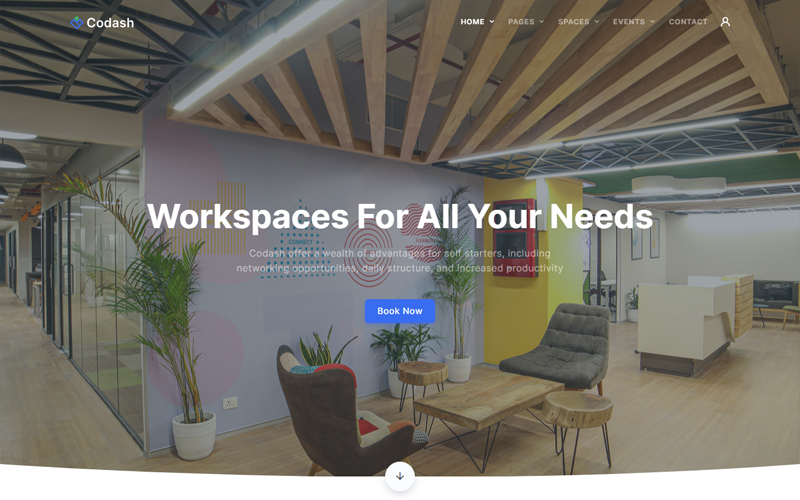 Codash
HOME PAGES SPACES EVENTS CONTACT
CONNECT
Workspaces For All Your Needs
Codash offer a wealth of advantages for self starters, including
networking opportunities, daily structure, and increased productivity
Book Now